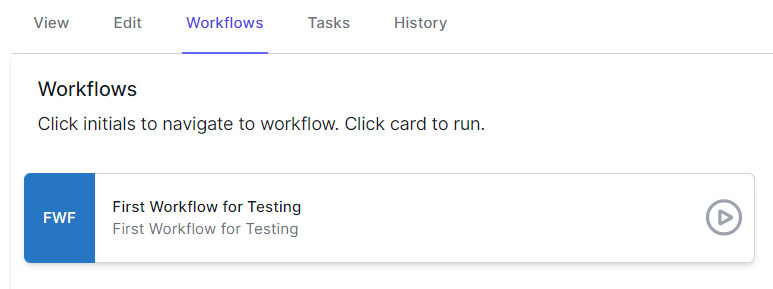 View Edit Workflows Tasks History
Workflows
Click initials to navigate to workflow. Click card to run.
FWF
First Workflow for Testing
First Workflow for Testing